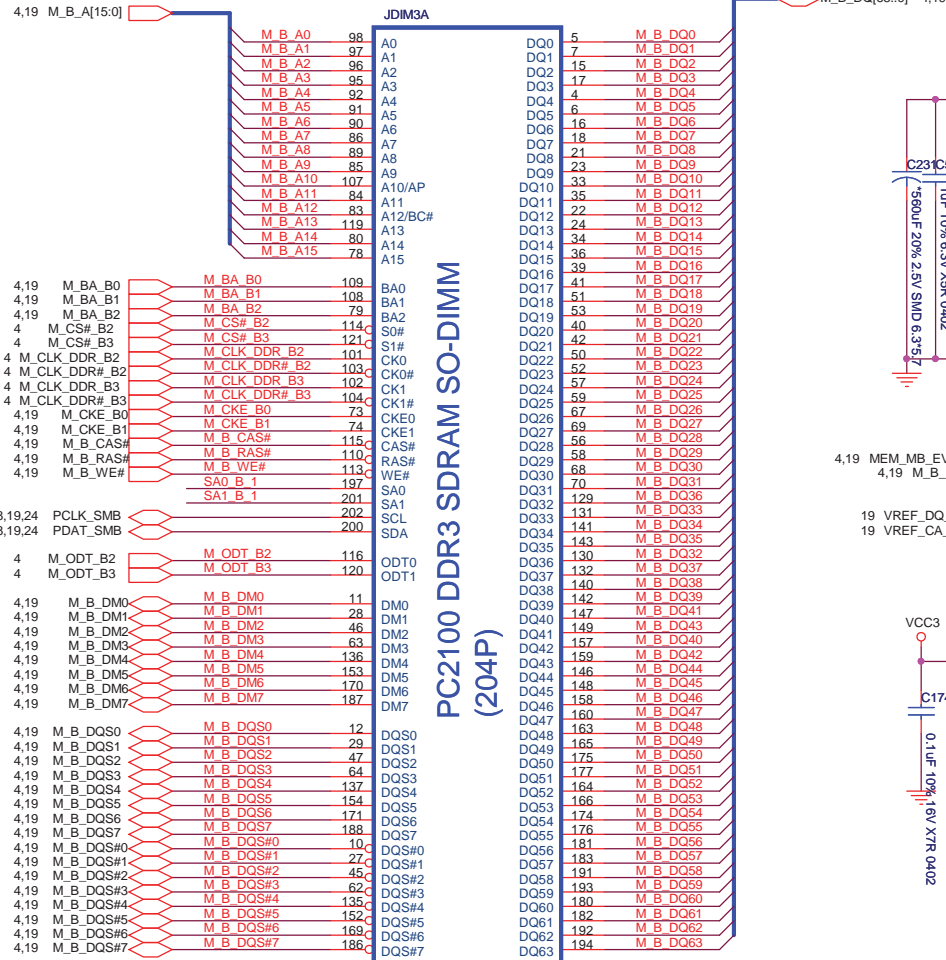 4,19 M_B_A[15:0]
JDIM3A
M_B_A0 98 A0
M_B_A1 97 A1
M_B_A2 96 A2
M_B_A3 95 A3
M_B_A4 92 A4
M_B_A5 91 A5
M_B_A6 90 A6
M_B_A7 86 A7
M_B_A8 89 A8
M_B_A9 85 A9
M_B_A10 107 A10/AP
M_B_A11 84 A11
M_B_A12 83 A12/BC#
M_B_A13 119 A13
M_B_A14 80 A14
M_B_A15 78 A15
4,19 M_BA_B0 M_BA_B0 109 BA0
4,19 M_BA_B1 M_BA_B1 108 BA1
4,19 M_BA_B2 M_BA_B2 79 BA2
4 M_CS#_B2 M_CS#_B2 114 S0#
4 M_CS#_B3 M_CS#_B3 121 S1#
4 M_CLK_DDR_B2 M_CLK_DDR_B2 101 CK0
4 M_CLK_DDR#_B2 M_CLK_DDR#_B2 103 CK0#
4 M_CLK_DDR_B3 M_CLK_DDR_B3 102 CK1
4 M_CLK_DDR#_B3 M_CLK_DDR#_B3 104 CK1#
4,19 M_CKE_B0 M_CKE_B0 73 CKE0
4,19 M_CKE_B1 M_CKE_B1 74 CKE1
4,19 M_B_CAS# M_B_CAS# 115 CAS#
4,19 M_B_RAS# M_B_RAS# 110 RAS#
4,19 M_B_WE# M_B_WE# 113 WE#
SA0_B_1 197 SA0
SA1_B_1 201 SA1
,19,24 PCLK_SMB 202 SCL
,19,24 PDAT_SMB 200 SDA
4 M_ODT_B2 M_ODT_B2 116 ODT0
4 M_ODT_B3 M_ODT_B3 120 ODT1
4,19 M_B_DM0 M_B_DM0 11 DM0
4,19 M_B_DM1 M_B_DM1 28 DM1
4,19 M_B_DM2 M_B_DM2 46 DM2
4,19 M_B_DM3 M_B_DM3 63 DM3
4,19 M_B_DM4 M_B_DM4 136 DM4
4,19 M_B_DM5 M_B_DM5 153 DM5
4,19 M_B_DM6 M_B_DM6 170 DM6
4,19 M_B_DM7 M_B_DM7 187 DM7
4,19 M_B_DQS0 M_B_DQS0 12 DQS0
4,19 M_B_DQS1 M_B_DQS1 29 DQS1
4,19 M_B_DQS2 M_B_DQS2 47 DQS2
4,19 M_B_DQS3 M_B_DQS3 64 DQS3
4,19 M_B_DQS4 M_B_DQS4 137 DQS4
4,19 M_B_DQS5 M_B_DQS5 154 DQS5
4,19 M_B_DQS6 M_B_DQS6 171 DQS6
4,19 M_B_DQS7 M_B_DQS7 188 DQS7
4,19 M_B_DQS#0 M_B_DQS#0 10 DQS#0
4,19 M_B_DQS#1 M_B_DQS#1 27 DQS#1
4,19 M_B_DQS#2 M_B_DQS#2 45 DQS#2
4,19 M_B_DQS#3 M_B_DQS#3 62 DQS#3
4,19 M_B_DQS#4 M_B_DQS#4 135 DQS#4
4,19 M_B_DQS#5 M_B_DQS#5 152 DQS#5
4,19 M_B_DQS#6 M_B_DQS#6 169 DQS#6
4,19 M_B_DQS#7 M_B_DQS#7 186 DQS#7
PC2100 DDR3 SDRAM SO-DIMM
(204P)
DQ0 5 M_B_DQ0
DQ1 7 M_B_DQ1
DQ2 15 M_B_DQ2
DQ3 17 M_B_DQ3
DQ4 4 M_B_DQ4
DQ5 6 M_B_DQ5
DQ6 16 M_B_DQ6
DQ7 18 M_B_DQ7
DQ8 21 M_B_DQ8
DQ9 23 M_B_DQ9
DQ10 33 M_B_DQ10
DQ11 35 M_B_DQ11
DQ12 22 M_B_DQ12
DQ13 24 M_B_DQ13
DQ14 34 M_B_DQ14
DQ15 36 M_B_DQ15
DQ16 39 M_B_DQ16
DQ17 41 M_B_DQ17
DQ18 51 M_B_DQ18
DQ19 53 M_B_DQ19
DQ20 40 M_B_DQ20
DQ21 42 M_B_DQ21
DQ22 50 M_B_DQ22
DQ23 52 M_B_DQ23
DQ24 57 M_B_DQ24
DQ25 59 M_B_DQ25
DQ26 67 M_B_DQ26
DQ27 69 M_B_DQ27
DQ28 56 M_B_DQ28
DQ29 58 M_B_DQ29
DQ30 68 M_B_DQ30
DQ31 70 M_B_DQ31
DQ32 129 M_B_DQ36
DQ33 131 M_B_DQ33
DQ34 141 M_B_DQ34
DQ35 143 M_B_DQ35
DQ36 130 M_B_DQ32
DQ37 132 M_B_DQ37
DQ38 140 M_B_DQ38
DQ39 142 M_B_DQ39
DQ40 147 M_B_DQ41
DQ41 149 M_B_DQ43
DQ42 157 M_B_DQ40
DQ43 159 M_B_DQ42
DQ44 146 M_B_DQ44
DQ45 148 M_B_DQ45
DQ46 158 M_B_DQ46
DQ47 160 M_B_DQ47
DQ48 163 M_B_DQ48
DQ49 165 M_B_DQ49
DQ50 175 M_B_DQ50
DQ51 177 M_B_DQ51
DQ52 164 M_B_DQ52
DQ53 166 M_B_DQ53
DQ54 174 M_B_DQ54
DQ55 176 M_B_DQ55
DQ56 181 M_B_DQ56
DQ57 183 M_B_DQ57
DQ58 191 M_B_DQ58
DQ59 193 M_B_DQ59
DQ60 180 M_B_DQ60
DQ61 182 M_B_DQ61
DQ62 192 M_B_DQ62
DQ63 194 M_B_DQ63
C231
*560uF 20% 2.5V SMD 6.3*5.7
1uF 10% 6.3V X5R 0402
4,19 MEM_MB_EV
4,19 M_B_
19 VREF_DQ_
19 VREF_CA_
VCC3
C174
0.1uF 10% 16V X7R 0402